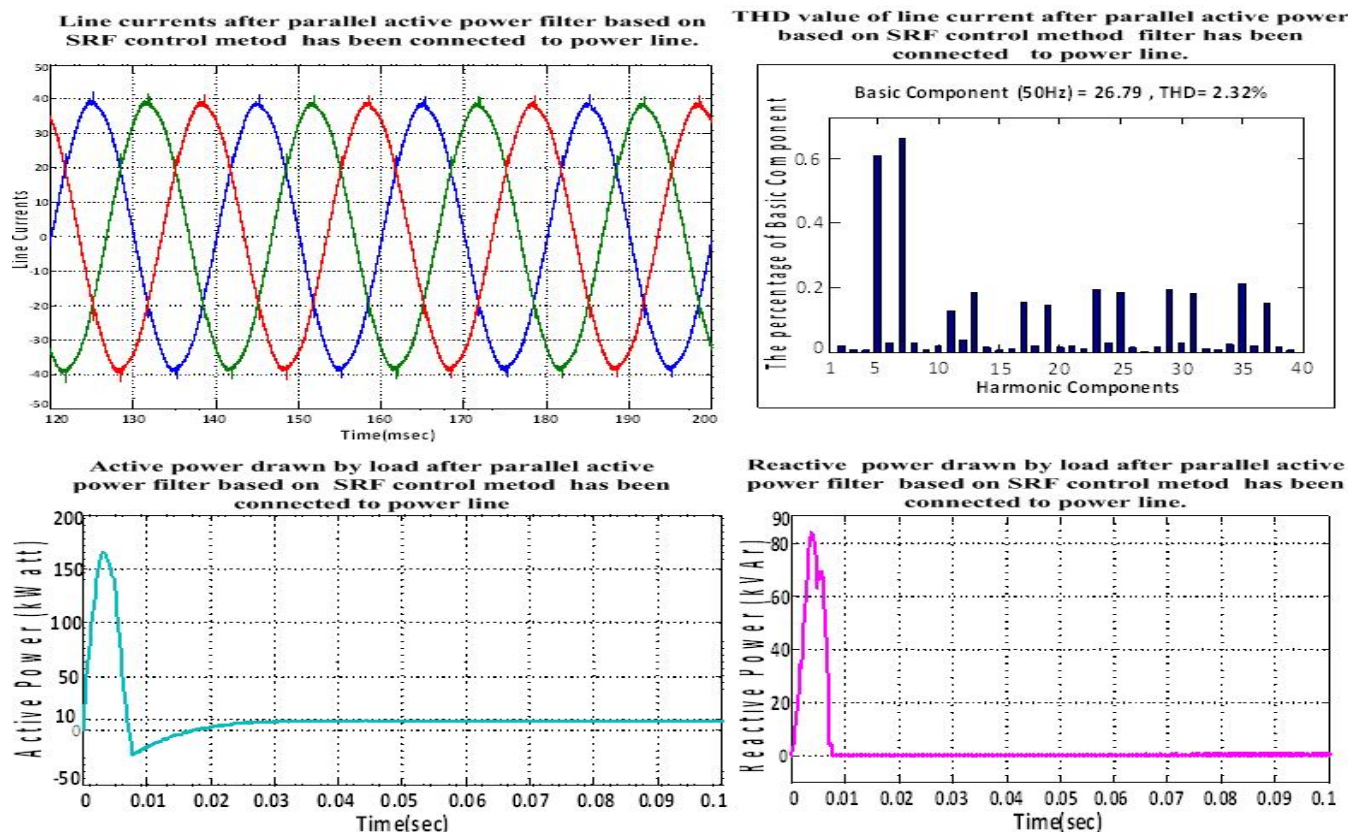 Line currents after parallel active power filter based on
SRF control metod has been connected to power line.
50
40
30
20
10
0
-10
-20
-30
-40
-50
Line Currents
120 130 140 150 160 170 180 190 200
Time(msec)
THD value of line current after parallel active power
based on SRF control method filter has been
connected to power line.
Basic Component (50Hz) = 26.79 , THD= 2.32%
0.6
0.4
0.2
0
The percentage of Basic Component
1 5 10 15 20 25 30 35 40
Harmonic Components
Active power drawn by load after parallel active
power filter based on SRF control metod has been
connected to power line
200
150
100
50
10
0
-50
Active Power (kWatt)
0 0.01 0.02 0.03 0.04 0.05 0.06 0.07 0.08 0.09 0.1
Time(sec)
Reactive power drawn by load after parallel active
power filter based on SRF control metod has been
connected to power line.
90
80
60
40
20
0
Reactive Power (KVAr)
0 0.01 0.02 0.03 0.04 0.05 0.06 0.07 0.08 0.09 0.1
Time(sec)